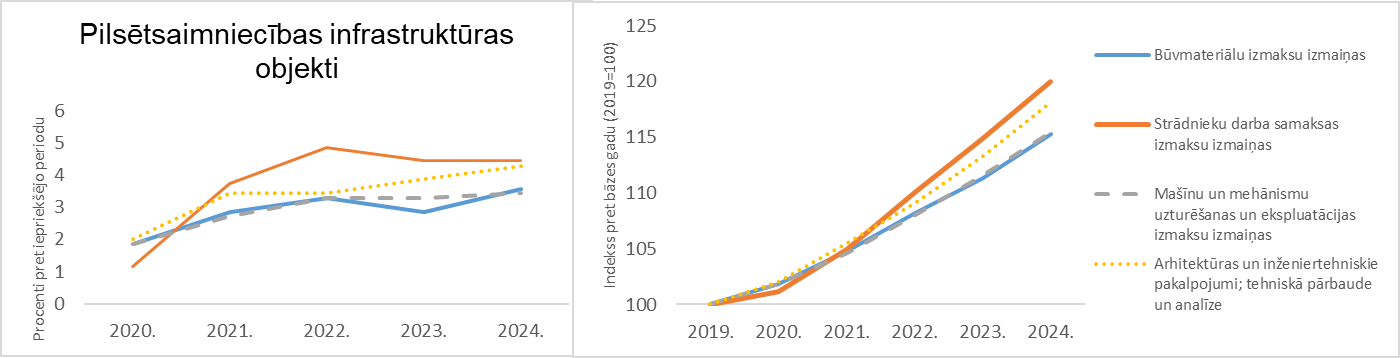 Pilsētsaimniecības infrastruktūras
objekti
Procenti pret iepriekšējo periodu
6
5
4
3
2
1
0
2020.
2021.
2022.
2023.
2024.
Indekss pret bāzes gadu (2019=100)
125
120
115
110
105
100
2019.
2020.
2021.
2022.
2023.
2024.
Būvmateriālu izmaksu izmaiņas
Strādnieku darba samaksas
izmaksu izmaiņas
Mašīnu un mehānismu
uzturēšanas un ekspluatācijas
izmaksu izmaiņas
Arhitektūras un inženiertehniskie
pakalpojumi; tehniskā pārbaude
un analīze